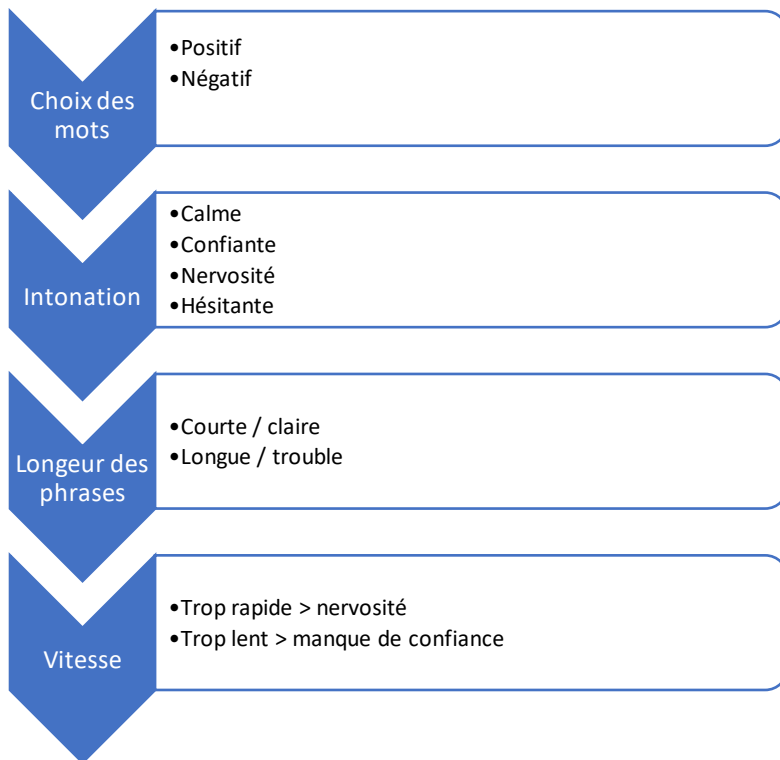 Choix des
mots
•Positif
•Négatif
Intonation
•Calme
•Confiante
•Nervosité
•Hésitante
Longeur des
phrases
•Courte / claire
•Longue / trouble
Vitesse
•Trop rapide > nervosité
•Trop lent > manque de confiance